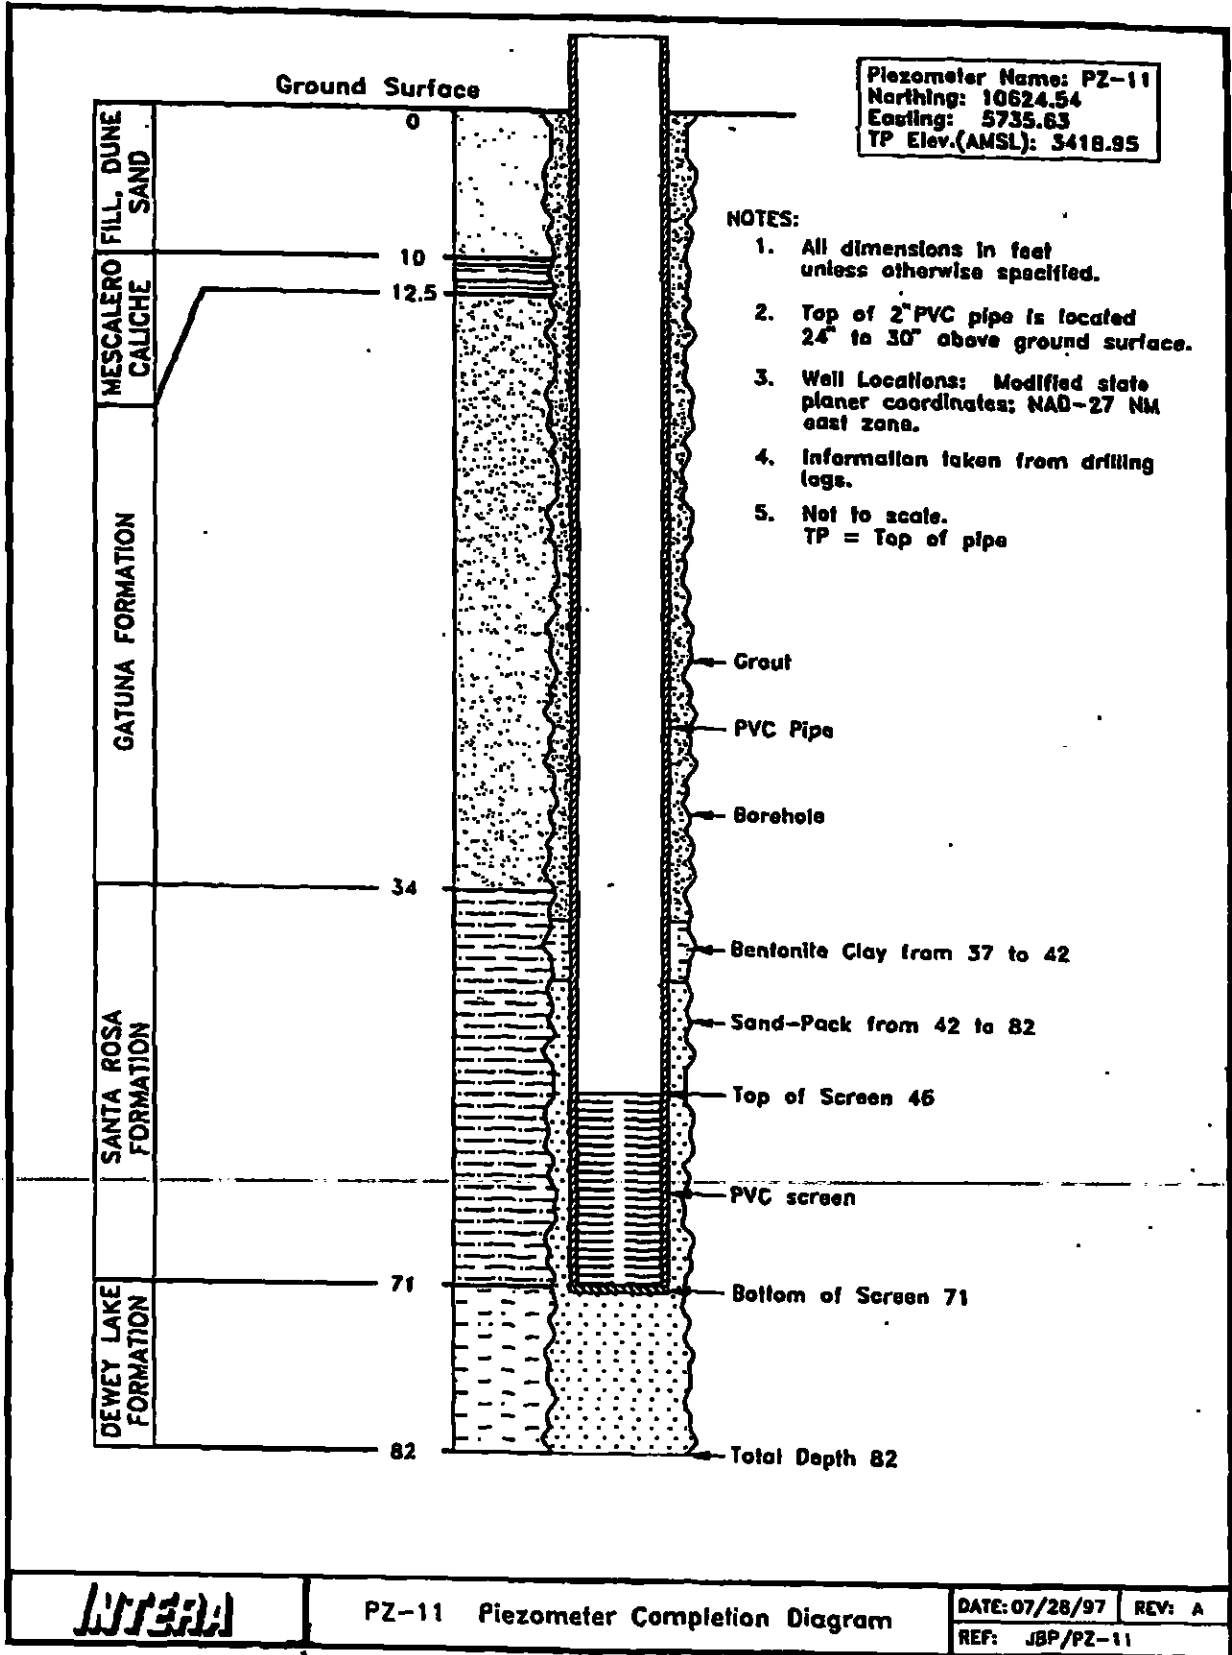 Ground Surface
Piezometer Name: PZ-11
Northing: 10624.54
Easting: 5735.63
TP Elev.(AMSL): 3418.95
FILL, DUNE
SAND
MESCALERO
CALICHE
GATUNA FORMATION
SANTA ROSA
FORMATION
DEWEY LAKE
FORMATION
0
10
12.5
34
71
82
NOTES:
1. All dimensions in feet
unless otherwise specified.
2. Top of 2" PVC pipe is located
24" to 30" above ground surface.
3. Well Locations: Modified state
planer coordinates; NAD-27 NM
east zone.
4. Information taken from drilling
logs.
5. Not to scale.
TP = Top of pipe
Grout
PVC Pipe
Borehole
Bentonite Clay from 37 to 42
Sand-Pack from 42 to 82
Top of Screen 46
PVC screen
Bottom of Screen 71
Total Depth 82
INTERA
PZ-11 Piezometer Completion Diagram
DATE: 07/28/97
REV: A
REF: JBP/PZ-11